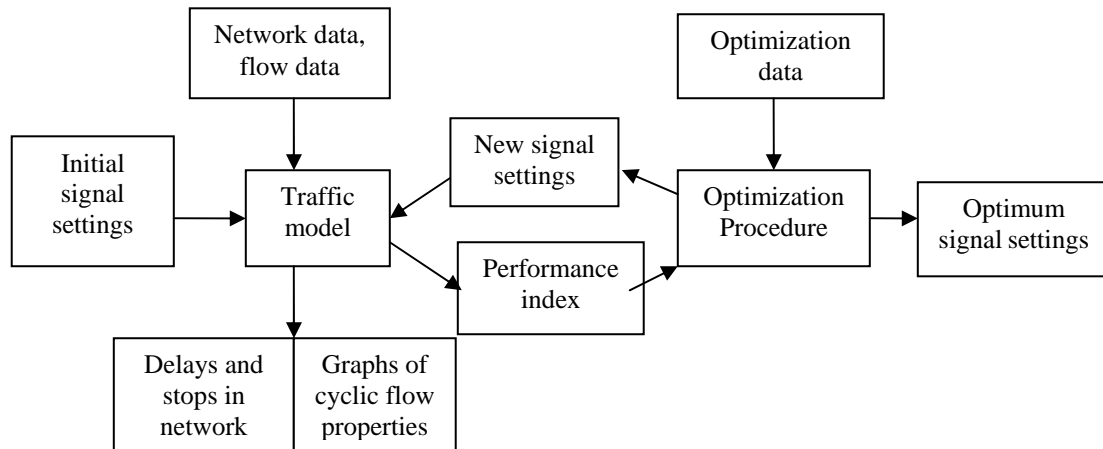 Network data,
flow data
Optimization
data
Initial
signal
settings
New signal
settings
Traffic
model
Optimization
Procedure
Optimum
signal settings
Performance
index
Delays and
stops in
network
Graphs of
cyclic flow
properties